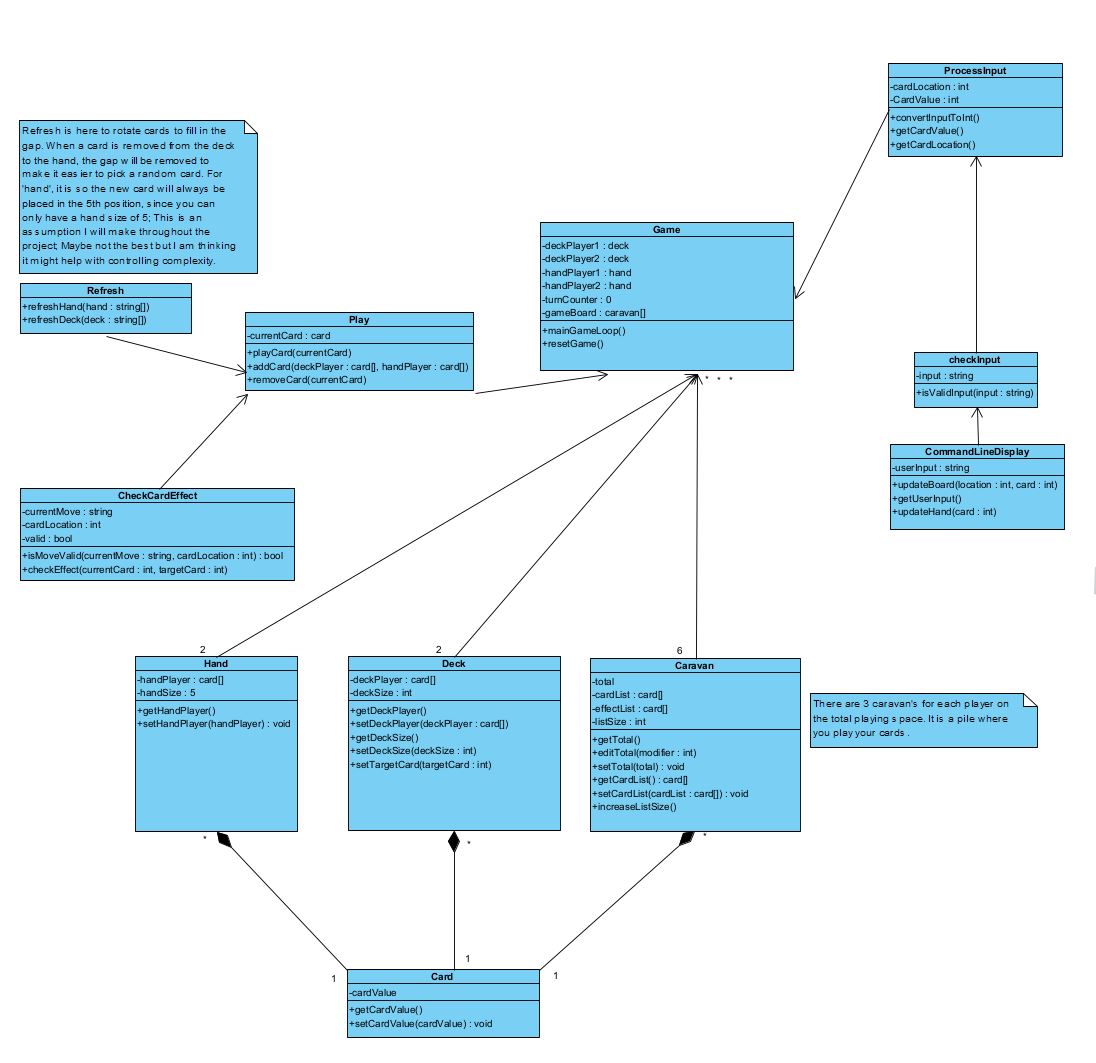 ProcessInput
-cardLocation : int
-CardValue : int
+convertInputToInt()
+getCardValue()
+getCardLocation()
Refresh is here to rotate cards to fill in the
gap. When a card is removed from the deck
to the hand, the gap will be removed to
make it easier to pick a random card. For
'hand', it is so the new card will always be
placed in the 5th position, since you can
only have a hand size of 5; This is an
assumption I will make throughout the
project; Maybe not the best but I am thinking
it might help with controlling complexity.
Game
-deckPlayer1 : deck
-deckPlayer2 : deck
-handPlayer1 : hand
-handPlayer2 : hand
-turnCounter : 0
-gameBoard : caravan[]
+mainGameLoop()
+resetGame()
* * *
Refresh
+refreshHand(hand : string[])
+refreshDeck(deck : string[])
Play
-currentCard : card
+playCard(currentCard)
+addCard(deckPlayer : card[], handPlayer : card[])
+removeCard(currentCard)
checkInput
-input : string
+isValidInput(input : string)
CommandLineDisplay
-userInput : string
+updateBoard(location : int, card : int)
+getUserInput()
+updateHand(card : int)
CheckCardEffect
-currentMove : string
-cardLocation : int
-valid : bool
+isMoveValid(currentMove : string, cardLocation : int) : bool
+checkEffect(currentCard : int, targetCard : int)
2
Hand
-handPlayer : card[]
-handSize : 5
+getHandPlayer()
+setHandPlayer(handPlayer) : void
*
2
Deck
-deckPlayer : card[]
-deckSize : int
+getDeckPlayer()
+setDeckPlayer(deckPlayer : card[])
+getDeckSize()
+setDeckSize(deckSize : int)
+setTargetCard(targetCard : int)
*
6
Caravan
-total
-cardList : card[]
-effectList : card[]
-listSize : int
+getTotal()
+editTotal(modifier : int)
+setTotal(total) : void
+getCardList() : card[]
+setCardList(cardList : card[]) : void
+increaseListSize()
*
There are 3 caravan's for each player on
the total playing space. It is a pile where
you play your cards.
1
1
1
Card
-cardValue
+getCardValue()
+setCardValue(cardValue) : void